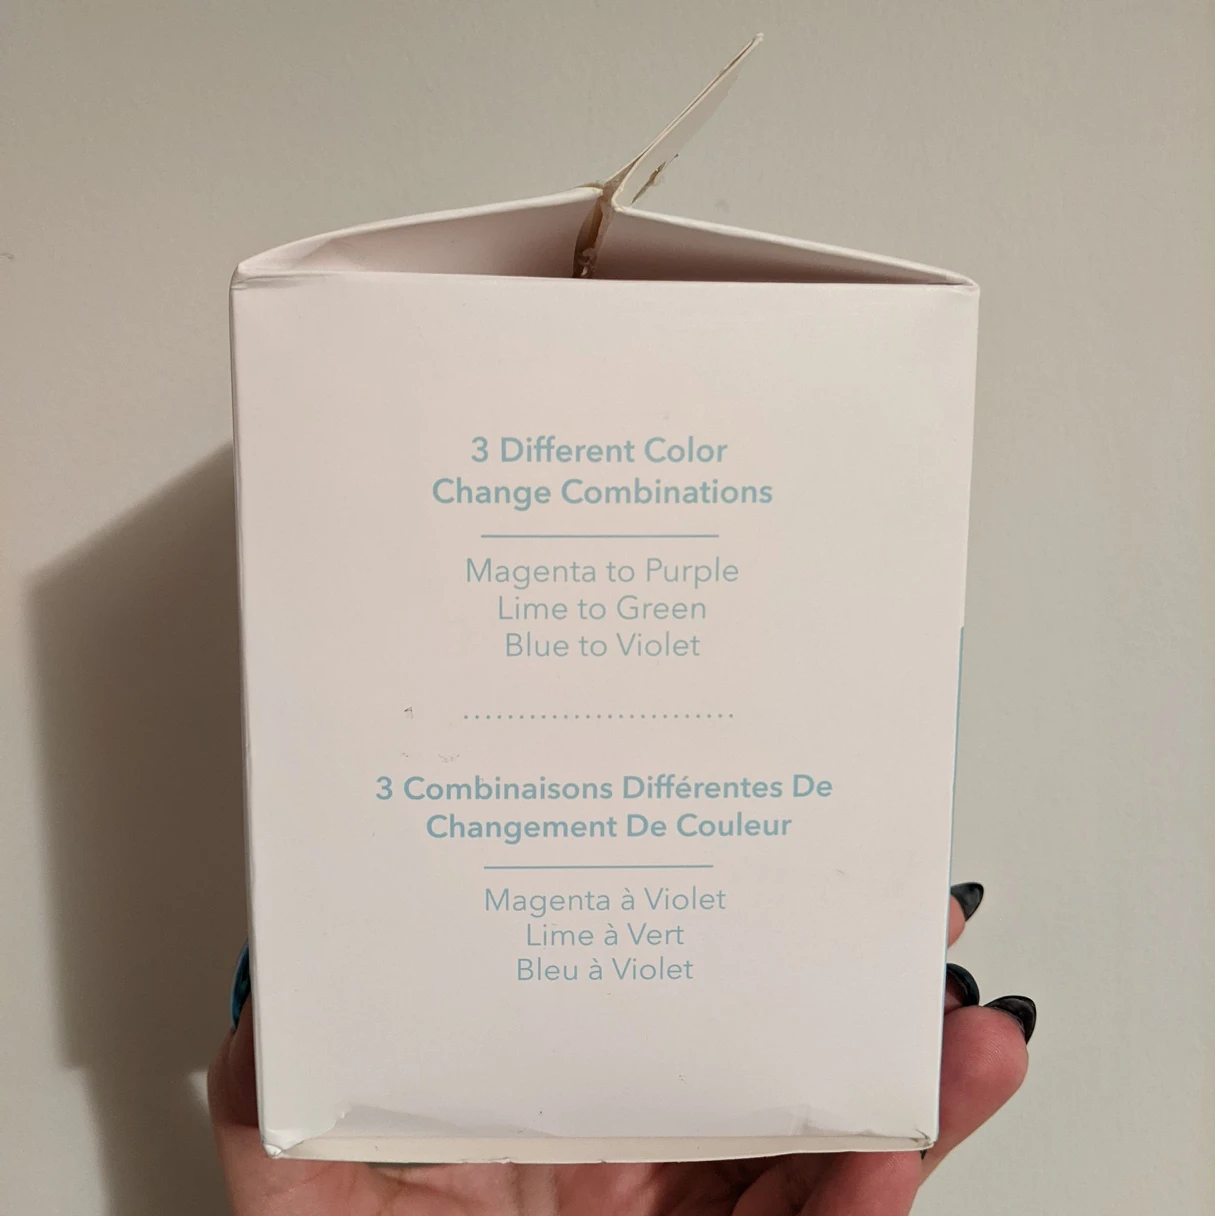 3 Different Color
Change Combinations
Magenta to Purple
Lime to Green
Blue to Violet
3 Combinaisons Différentes De
Changement De Couleur
Magenta à Violet
Lime à Vert
Bleu à Violet